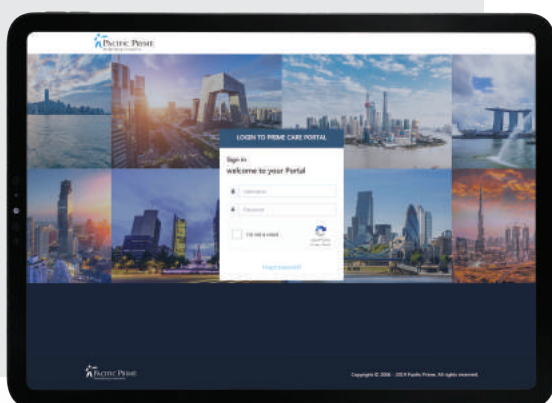 PACIFIC PRIME
LOGIN TO PRIME CARE PORTAL
Sign in
welcome to your Portal
Username
Password
I'm not a robot
Forgot password?
PACIFIC PRIME
Copyright © 2006 - 2019 Pacific Prime. All rights reserved.